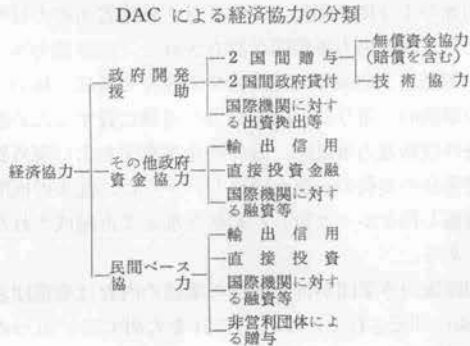 DAC による経済協力の分類
経済協力
政府開発
援助
2国間贈与
無償資金協力
(賠償を含む)
技術協力
2国間政府貸付
国際機関に対す
る出資拠出等
その他政府
資金協力
輸出信用
直接投資金融
国際機関に対す
る融資等
民間ベース
協力
輸出信用
直接投資
国際機関に対す
る融資等
非営利団体によ
る贈与